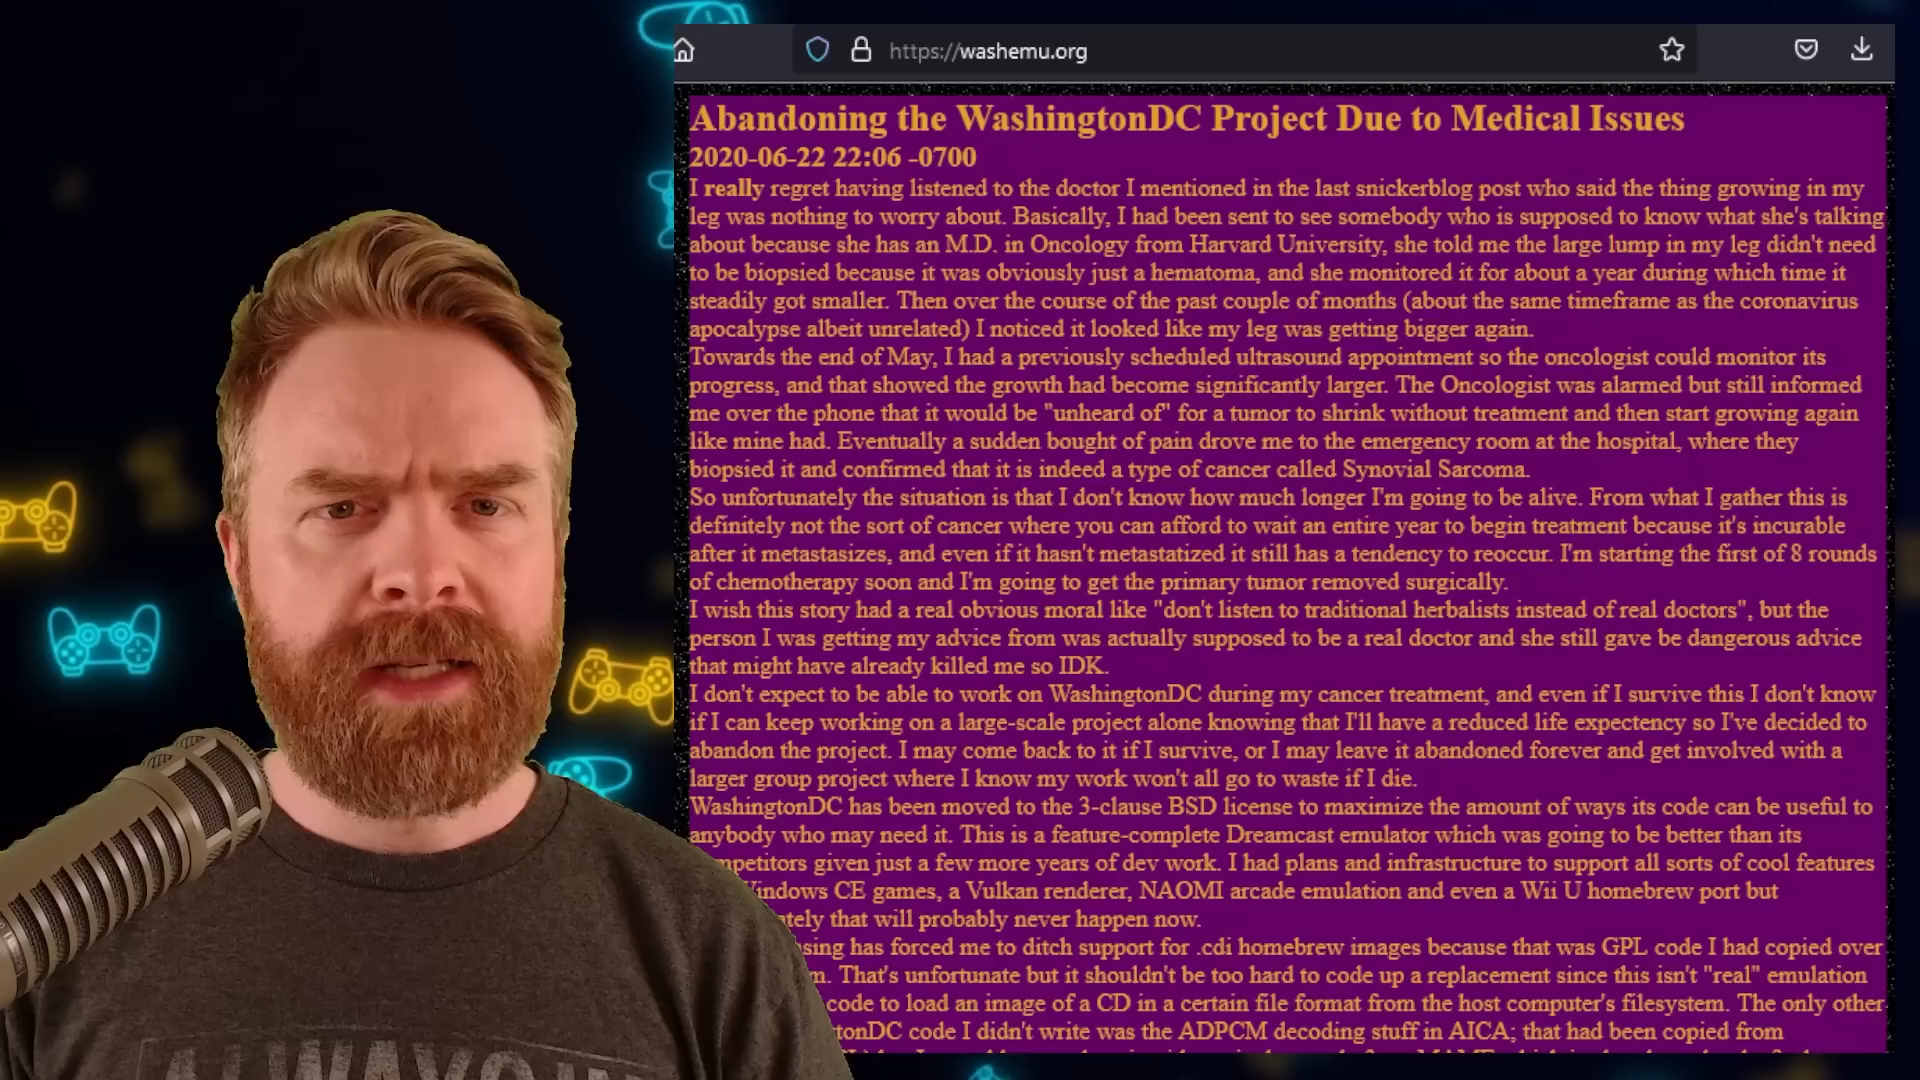 https://washemu.org
Abandoning the WashingtonDC Project Due to Medical Issues
2020-06-22 22:06 -0700
I really regret having listened to the doctor I mentioned in the last snickerblog post who said the thing growing in my
leg was nothing to worry about. Basically, I had been sent to see somebody who is supposed to know what she's talking
about because she has an M.D. in Oncology from Harvard University, she told me the large lump in my leg didn't need
to be biopsied because it was obviously just a hematoma, and she monitored it for about a year during which time it
steadily got smaller. Then over the course of the past couple of months (about the same timeframe as the coronavirus
apocalypse albeit unrelated) I noticed it looked like my leg was getting bigger again.
Towards the end of May, I had a previously scheduled ultrasound appointment so the oncologist could monitor its
progress, and that showed the growth had become significantly larger. The Oncologist was alarmed but still informed
me over the phone that it would be "unheard of" for a tumor to shrink without treatment and then start growing again
like mine had. Eventually a sudden bought of pain drove me to the emergency room at the hospital, where they
biopsied it and confirmed that it is indeed a type of cancer called Synovial Sarcoma.
So unfortunately the situation is that I don't know how much longer I'm going to be alive. From what I gather this is
definitely not the sort of cancer where you can afford to wait an entire year to begin treatment because it's incurable
after it metastasizes, and even if it hasn't metastatized it still has a tendency to reoccur. I'm starting the first of 8 rounds
of chemotherapy soon and I'm going to get the primary tumor removed surgically.
I wish this story had a real obvious moral like "don't listen to traditional herbalists instead of real doctors", but the
person I was getting my advice from was actually supposed to be a real doctor and she still gave be dangerous advice
that might have already killed me so IDK.
I don't expect to be able to work on WashingtonDC during my cancer treatment, and even if I survive this I don't know
if I can keep working on a large-scale project alone knowing that I'll have a reduced life expectency so I've decided to
abandon the project. I may come back to it if I survive, or I may leave it abandoned forever and get involved with a
larger group project where I know my work won't all go to waste if I die.
WashingtonDC has been moved to the 3-clause BSD license to maximize the amount of ways its code can be useful to
anybody who may need it. This is a feature-complete Dreamcast emulator which was going to be better than its
mpetitors given just a few more years of dev work. I had plans and infrastructure to support all sorts of cool features
indows CE games, a Vulkan renderer, NAOMI arcade emulation and even a Wii U homebrew port but
tely that will probably never happen now.
sing has forced me to ditch support for .cdi homebrew images because that was GPL code I had copied over
m. That's unfortunate but it shouldn't be too hard to code up a replacement since this isn't "real" emulation
code to load an image of a CD in a certain file format from the host computer's filesystem. The only other
tonDC code I didn't write was the ADPCM decoding stuff in AICA; that had been copied from
ALWAYS